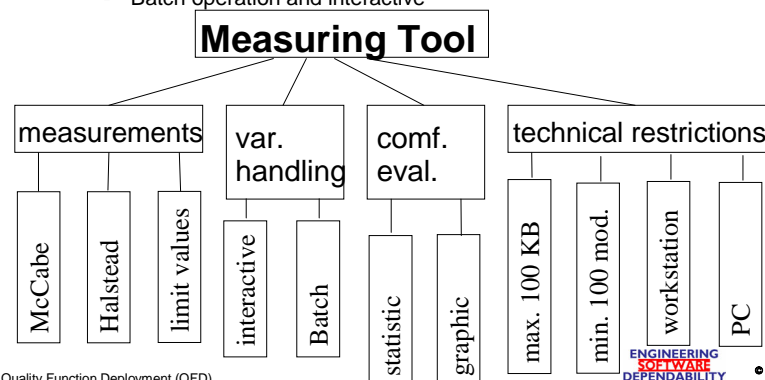 Batch operation and interactive
Measuring Tool
measurements
var.
handling
comf.
eval.
technical restrictions
McCabe
Halstead
limit values
interactive
Batch
statistic
graphic
max. 100 KB
min. 100 mod.
workstation
PC
Quality Function Deployment (QFD)
ENGINEERING
SOFTWARE
DEPENDABILITY
©